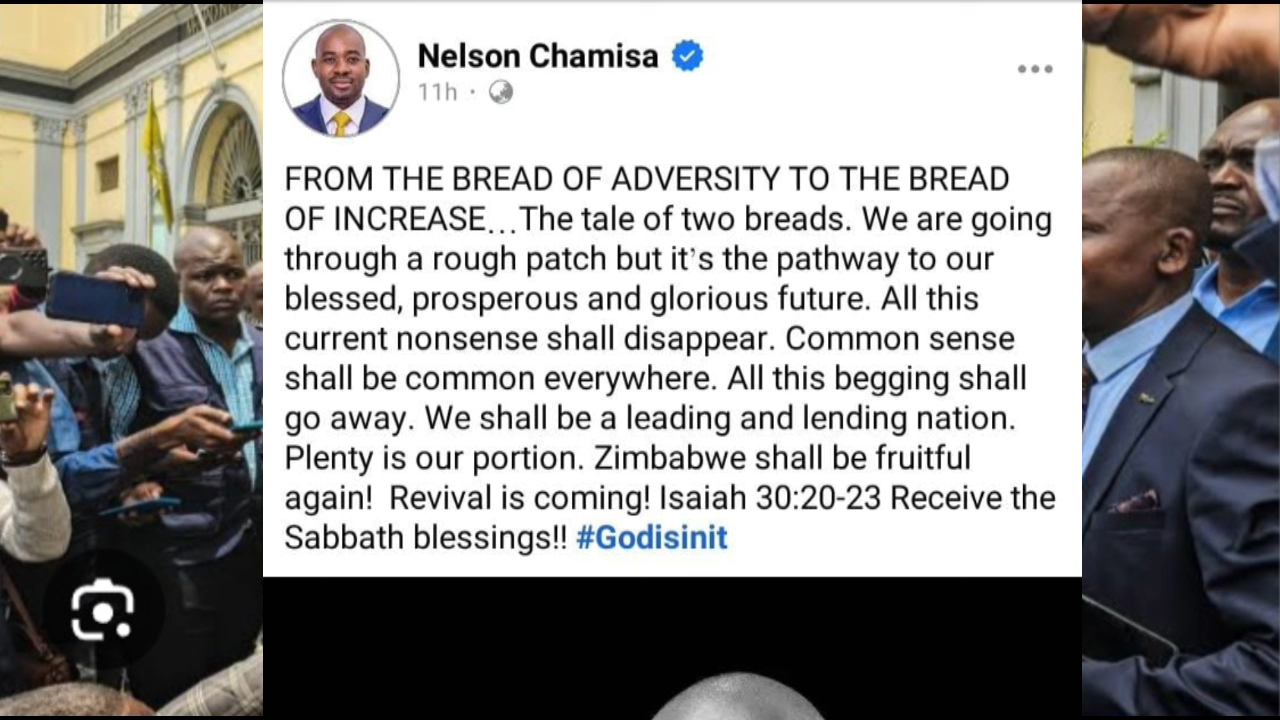 Nelson Chamisa
11h ·
FROM THE BREAD OF ADVERSITY TO THE BREAD
OF INCREASE...The tale of two breads. We are going
through a rough patch but it's the pathway to our
blessed, prosperous and glorious future. All this
current nonsense shall disappear. Common sense
shall be common everywhere. All this begging shall
go away. We shall be a leading and lending nation.
Plenty is our portion. Zimbabwe shall be fruitful
again!  Revival is coming! Isaiah 30:20-23 Receive the
Sabbath blessings!! #Godisinit